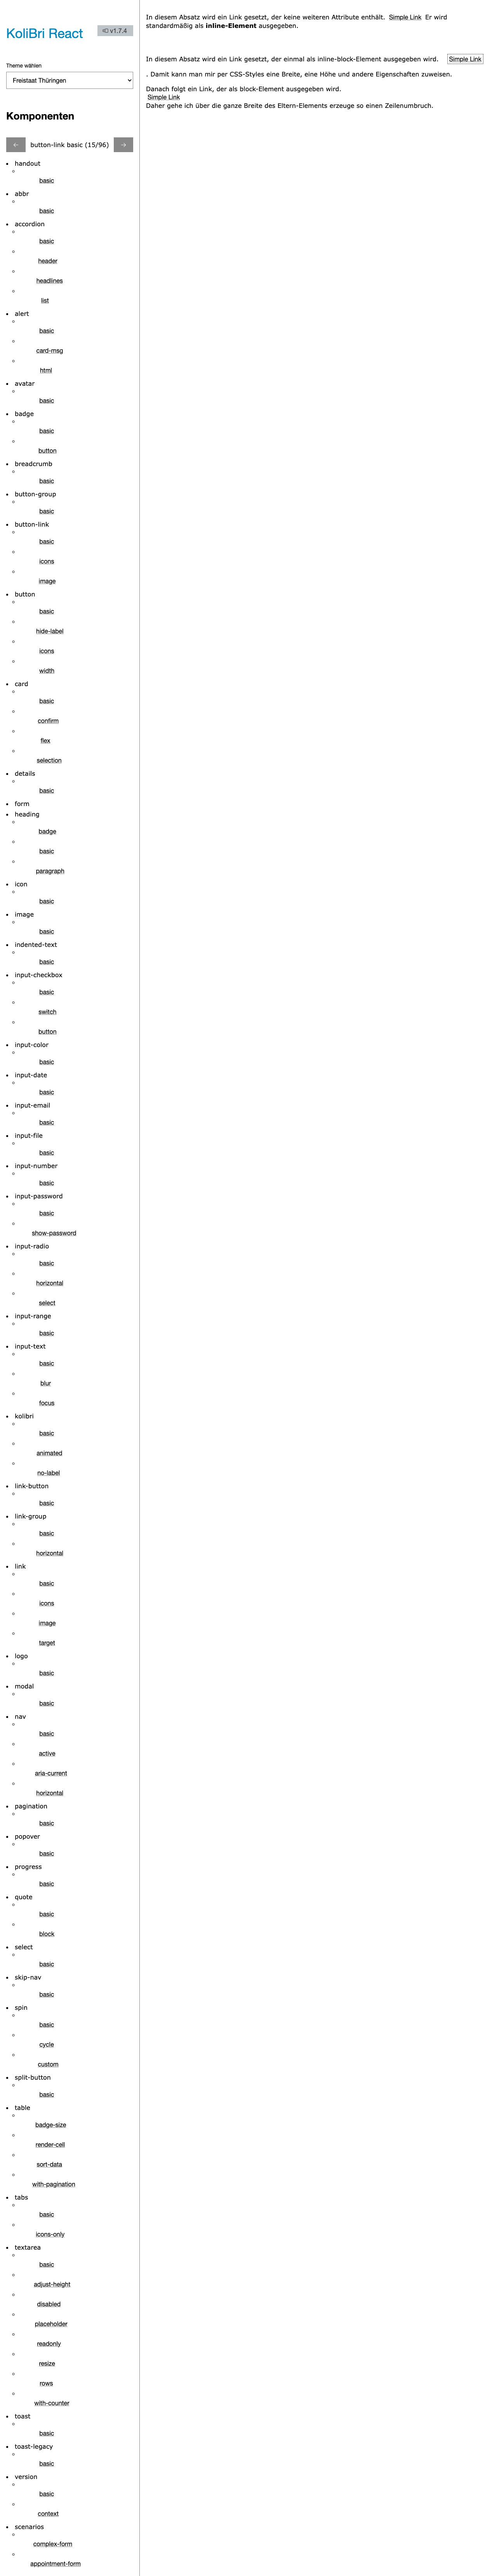 KoliBri React
v1.7.4
Theme wählen
Freistaat Thüringen
Komponenten
← button-link basic (15/96) →
handout
basic
abbr
basic
accordion
basic
header
headlines
list
alert
basic
card-msg
html
avatar
basic
badge
basic
button
breadcrumb
basic
button-group
basic
button-link
basic
icons
image
button
basic
hide-label
icons
width
card
basic
confirm
flex
selection
details
basic
form
heading
badge
basic
paragraph
icon
basic
image
basic
indented-text
basic
input-checkbox
basic
switch
button
input-color
basic
input-date
basic
input-email
basic
input-file
basic
input-number
basic
input-password
basic
show-password
input-radio
basic
horizontal
select
input-range
basic
input-text
basic
blur
focus
kolibri
basic
animated
no-label
link-button
basic
link-group
basic
horizontal
link
basic
icons
image
target
logo
basic
modal
basic
nav
basic
active
aria-current
horizontal
pagination
basic
popover
basic
progress
basic
quote
basic
block
select
basic
skip-nav
basic
spin
basic
cycle
custom
split-button
basic
table
badge-size
render-cell
sort-data
with-pagination
tabs
basic
icons-only
textarea
basic
adjust-height
disabled
placeholder
readonly
resize
rows
with-counter
toast
basic
toast-legacy
basic
version
basic
context
scenarios
complex-form
appointment-form
In diesem Absatz wird ein Link gesetzt, der keine weiteren Attribute enthält. Simple Link Er wird
standardmäßig als inline-Element ausgegeben.
In diesem Absatz wird ein Link gesetzt, der einmal als inline-block-Element ausgegeben wird. Simple Link
. Damit kann man mir per CSS-Styles eine Breite, eine Höhe und andere Eigenschaften zuweisen.
Danach folgt ein Link, der als block-Element ausgegeben wird.
Simple Link
Daher gehe ich über die ganze Breite des Eltern-Elements erzeuge so einen Zeilenumbruch.